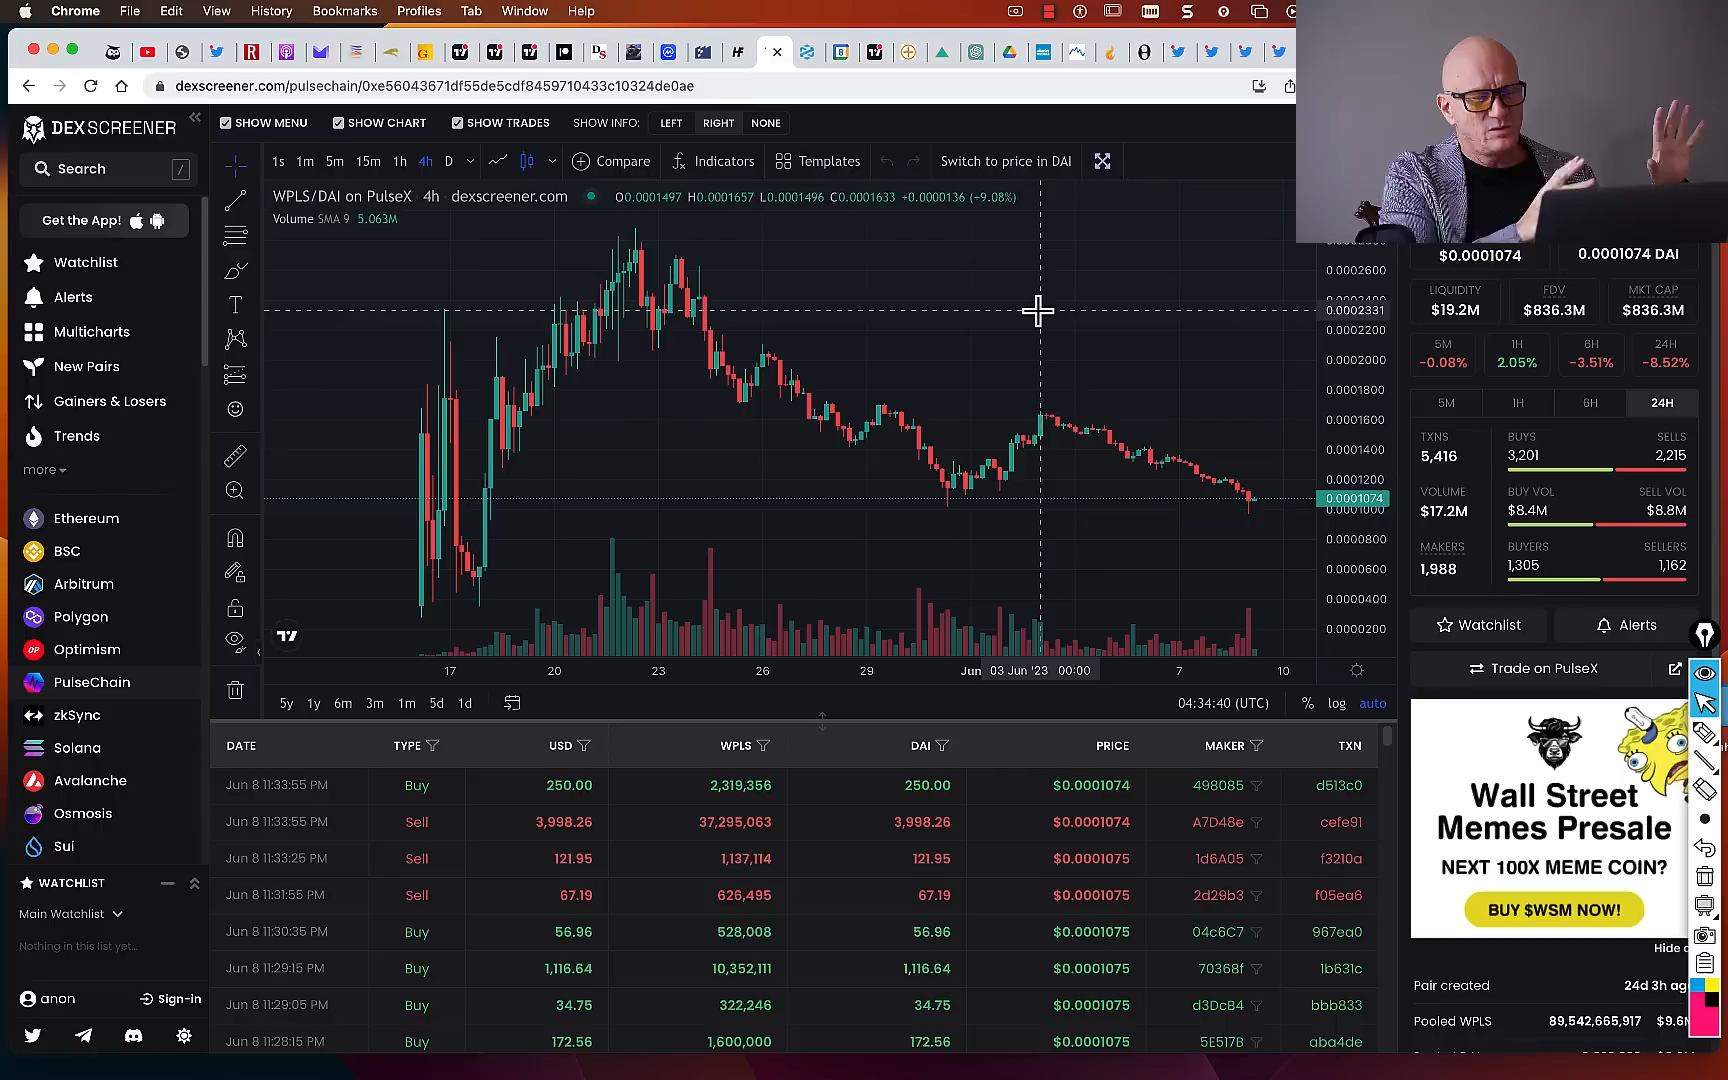 Chrome File Edit View History Bookmarks Profiles Tab Window Help
dexscreener.com/pulsechain/0xe56043671df55de5cdf8459710433c10324de0ae
DEX SCREENER
SHOW MENU SHOW CHART SHOW TRADES SHOW INFO: LEFT RIGHT NONE
Search /
1s 1m 5m 15m 1h 4h D Compare Indicators Templates Switch to price in DAI
WPLS/DAI on PulseX · 4h · dexscreener.com O0.0001497 H0.0001657 L0.0001496 C0.0001633 +0.0000136 (+9.08%)
Volume SMA 9 5.063M
Get the App!
Watchlist
Alerts
Multicharts
New Pairs
Gainers & Losers
Trends
more
Ethereum
BSC
Arbitrum
Polygon
Optimism
PulseChain
zkSync
Solana
Avalanche
Osmosis
Sui
WATCHLIST
Main Watchlist
Nothing in this list yet...
anon Sign-in
0.0002600
0.0002331
0.0002200
0.0002000
0.0001800
0.0001600
0.0001400
0.0001200
0.0001074
0.0001000
0.0000800
0.0000600
0.0000400
0.0000200
17 20 23 26 29 Jun 03 Jun '23 00:00 7 10
5y 1y 6m 3m 1m 5d 1d 04:34:40 (UTC) % log auto
DATE TYPE USD WPLS DAI PRICE MAKER TXN
Jun 8 11:33:55 PM Buy 250.00 2,319,356 250.00 $0.0001074 498085 d513c0
Jun 8 11:33:55 PM Sell 3,998.26 37,295,063 3,998.26 $0.0001074 A7D48e cefe91
Jun 8 11:33:25 PM Sell 121.95 1,137,114 121.95 $0.0001075 1d6A05 f3210a
Jun 8 11:31:55 PM Sell 67.19 626,495 67.19 $0.0001075 2d29b3 f05ea6
Jun 8 11:30:35 PM Buy 56.96 528,008 56.96 $0.0001075 04c6C7 967ea0
Jun 8 11:29:15 PM Buy 1,116.64 10,352,111 1,116.64 $0.0001075 70368f 1b631c
Jun 8 11:29:05 PM Buy 34.75 322,246 34.75 $0.0001075 d3DcB4 bbb833
Jun 8 11:28:15 PM Buy 172.56 1,600,000 172.56 $0.0001075 5E517B aba4de
$0.0001074 0.0001074 DAI
LIQUIDITY FDV MKT CAP
$19.2M $836.3M $836.3M
5M 1H 6H 24H
-0.08% 2.05% -3.51% -8.52%
5M 1H 6H 24H
TXNS BUYS SELLS
5,416 3,201 2,215
VOLUME BUY VOL SELL VOL
$17.2M $8.4M $8.8M
MAKERS BUYERS SELLERS
1,988 1,305 1,162
Watchlist Alerts
Trade on PulseX
Wall Street
Memes Presale
NEXT 100X MEME COIN?
BUY $WSM NOW!
Hide
Pair created 24d 3h
Pooled WPLS 89,542,665,917